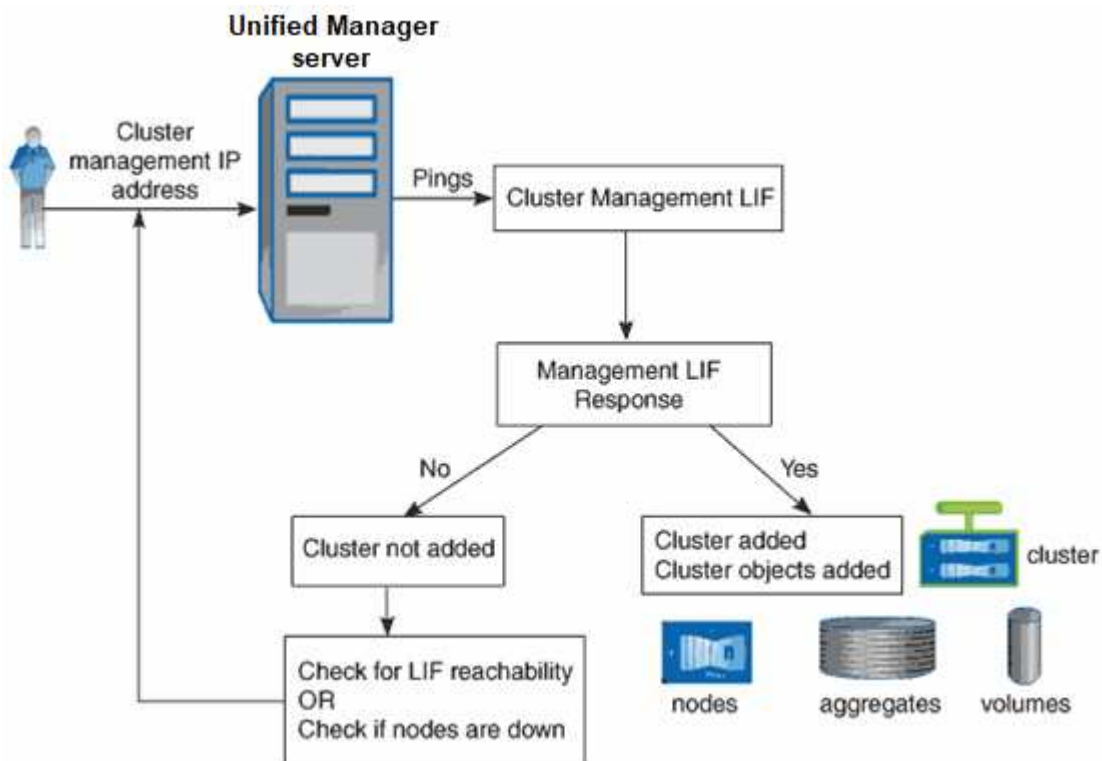 Unified Manager
server
Cluster
management IP
address
Pings
Cluster Management LIF
Management LIF
Response
No
Yes
Cluster not added
Cluster added
Cluster objects added
cluster
Check for LIF reachability
OR
Check if nodes are down
nodes
aggregates
volumes